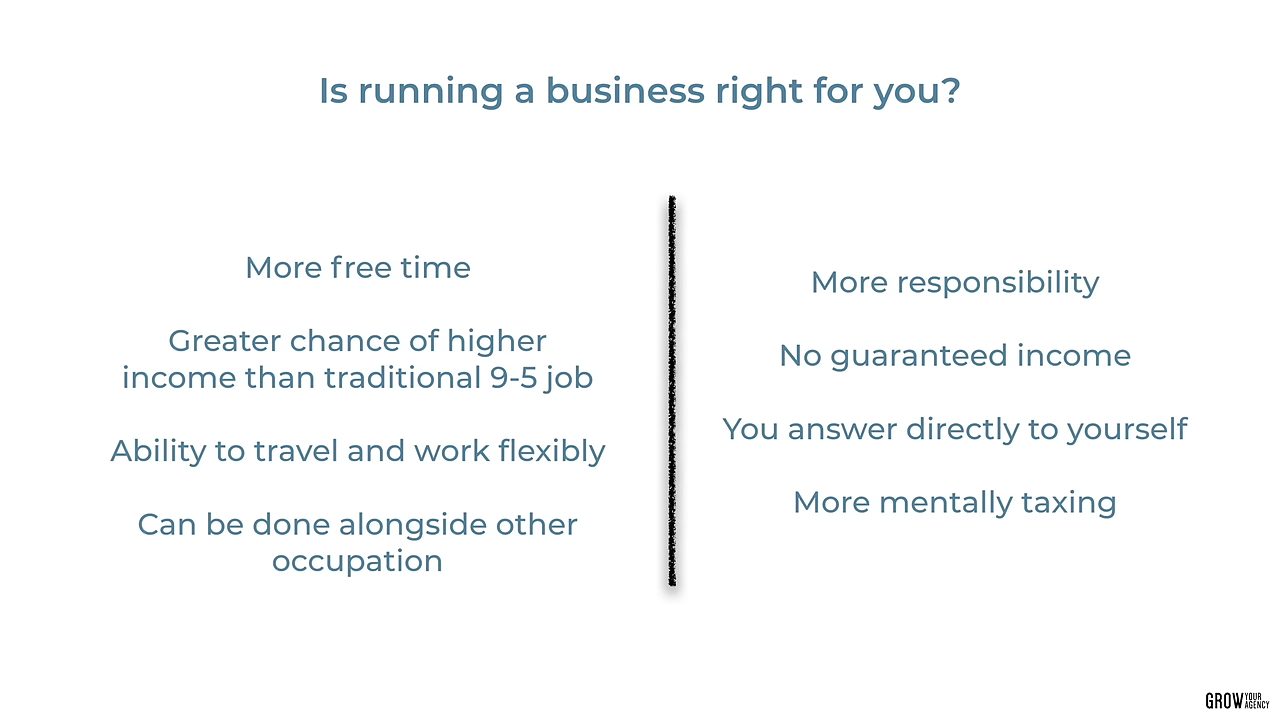 Is running a business right for you?
More free time
Greater chance of higher
income than traditional 9-5 job
Ability to travel and work flexibly
Can be done alongside other
occupation
More responsibility
No guaranteed income
You answer directly to yourself
More mentally taxing
GROW YOUR
AGENCY